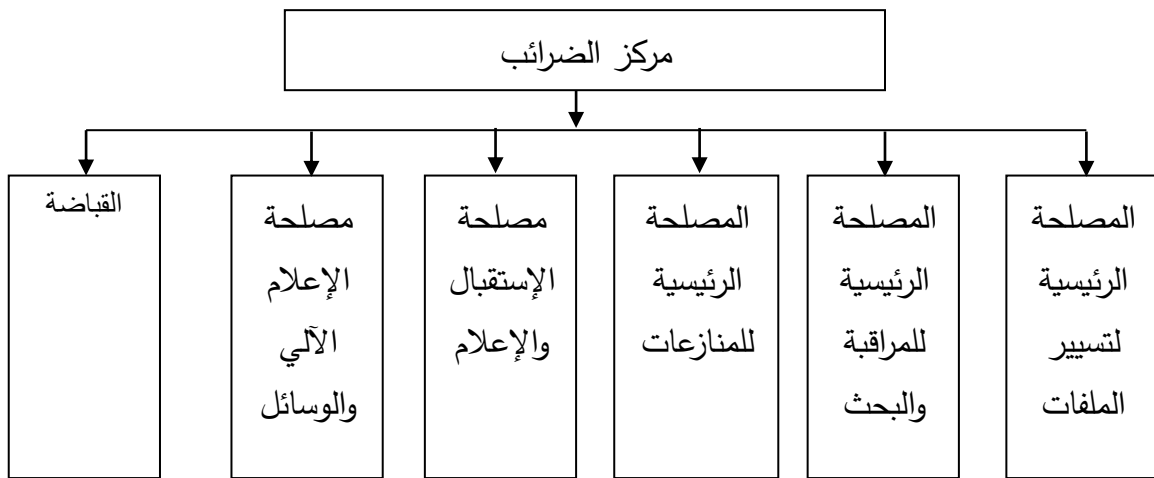 مركز الضرائب
المصلحة
الرئيسية
لتسيير
الملفات
المصلحة
الرئيسية
للمراقبة
والبحث
المصلحة
الرئيسية
للمنازعات
مصلحة
الإستقبال
والإعلام
مصلحة
الإعلام
الآلي
والوسائل
القباضة